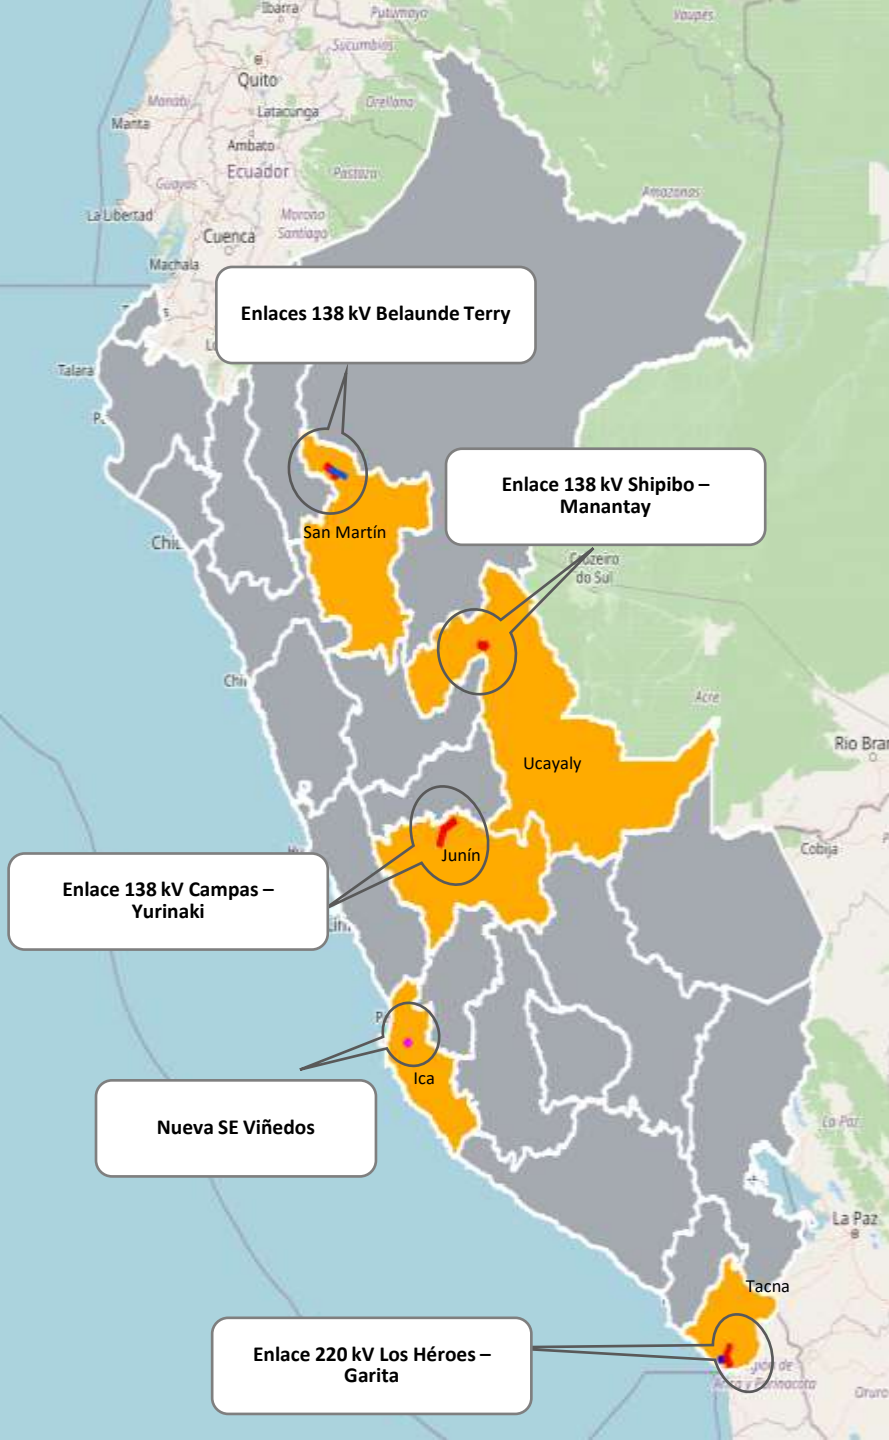 Ibarra
Putumayo
Vaupés
Sucumbíos
Quito
Manabí
Latacunga
Orellana
Manta
Ambato
Ecuador
Pastaza
Guayas
Amazonas
La Libertad
Morona
Santiago
Cuenca
Machala
Enlaces 138 kV Belaunde Terry
Talara
Enlace 138 kV Shipibo –
Manantay
San Martín
Cruzeiro
do Sul
Acre
Rio Bra
Ucayaly
Junín
Cobija
Enlace 138 kV Campas –
Yurinaki
Ica
Nueva SE Viñedos
La Paz
La Paz
Tacna
Enlace 220 kV Los Héroes –
Garita
Arica y Parinacota
Oruro